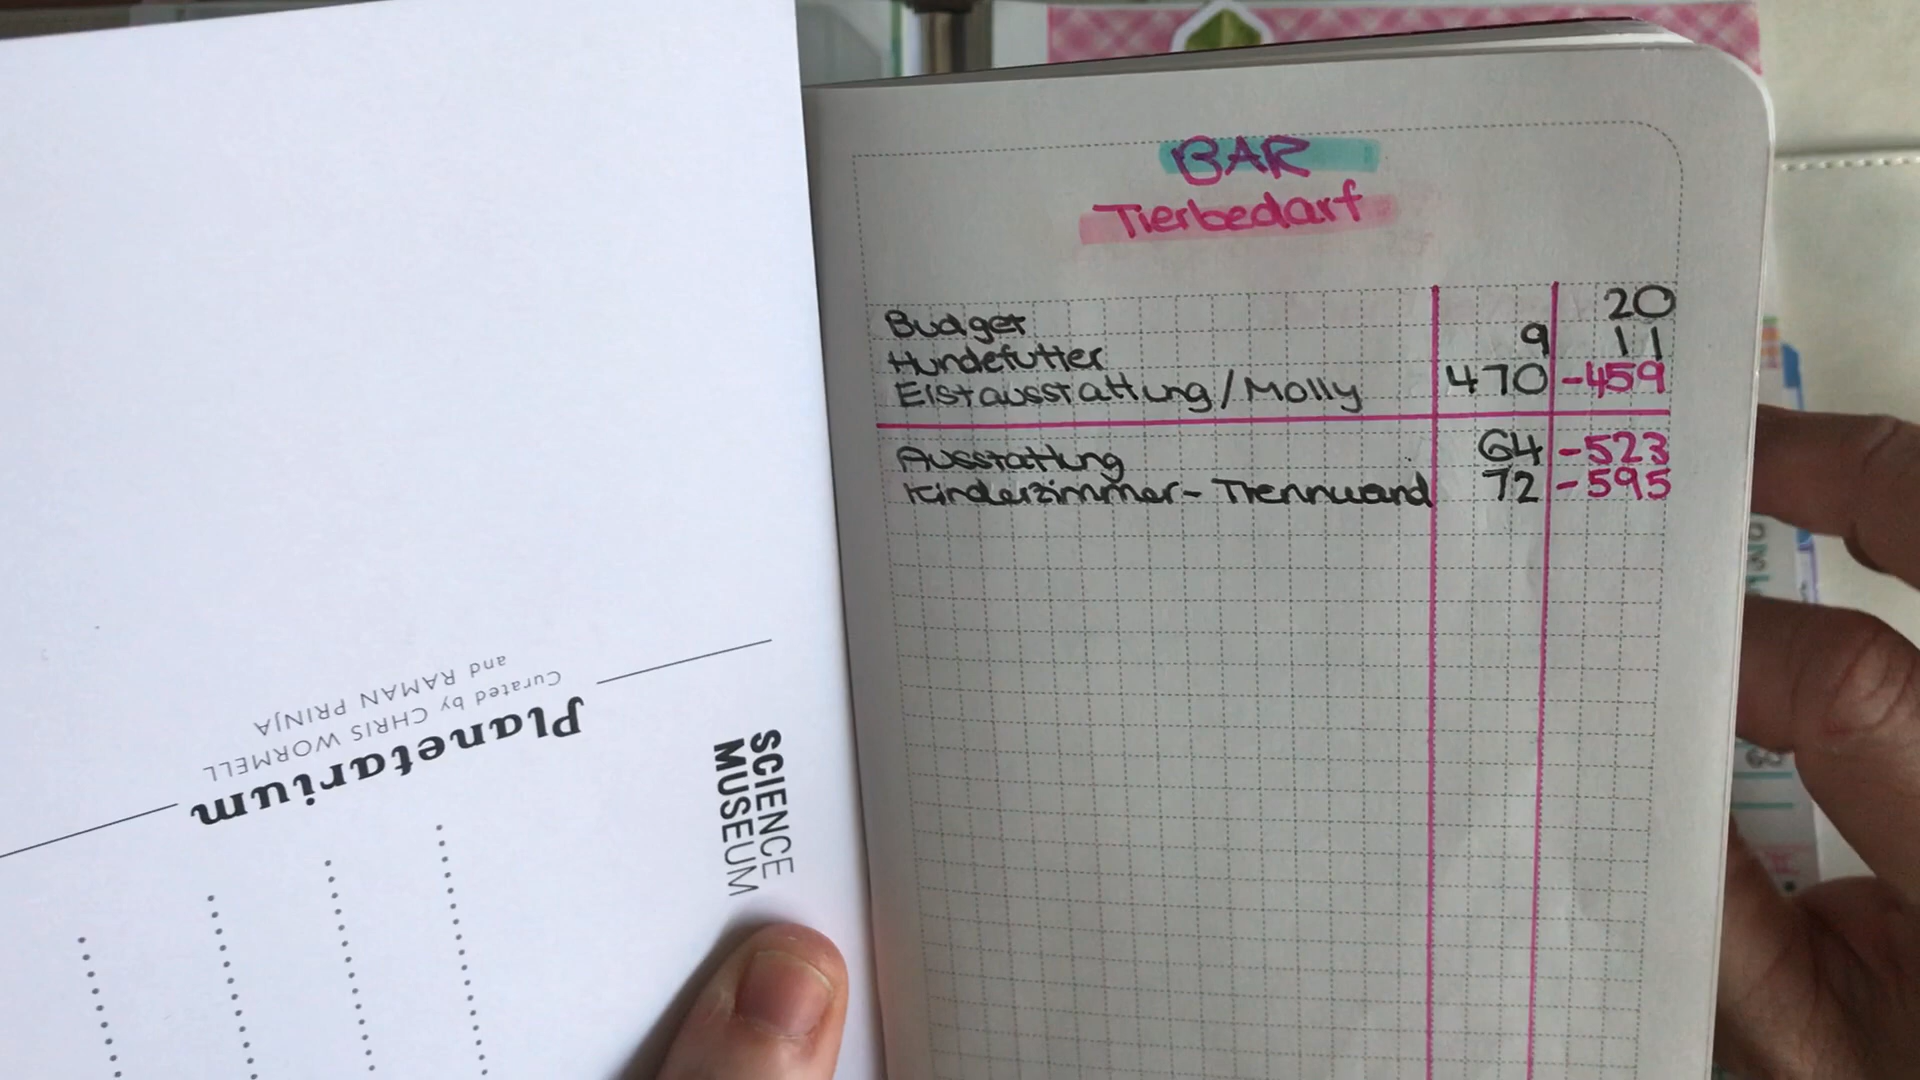 Planetarium
Curated by CHRIS WORMELL
and RAMAN PRINJA
SCIENCE
MUSEUM
BAR
Tierbedarf
Budget 20
Hundefutter 9 11
Erstausstattung/Molly 470 -459
Ausstattung 64 -523
Kinderzimmer- Trennwand 72 -595